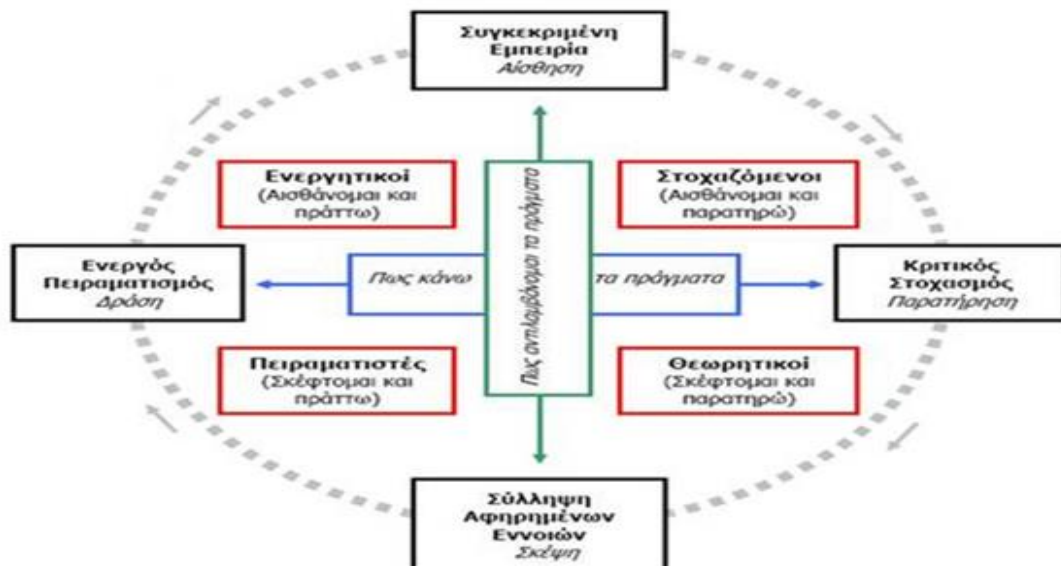 Συγκεκριμένη
Εμπειρία
Αίσθηση
Ενεργητικοί
(Αισθάνομαι και
πράττω)
Στοχαζόμενοι
(Αισθάνομαι και
παρατηρώ)
Ενεργός
Πειραματισμός
Δράση
Πως κάνω τα πράγματα
Πως αντιλαμβάνομαι τα πράγματα
Κριτικός
Στοχασμός
Παρατήρηση
Πειραματιστές
(Σκέφτομαι και
πράττω)
Θεωρητικοί
(Σκέφτομαι και
παρατηρώ)
Σύλληψη
Αφηρημένων
Εννοιών
Σκέψη